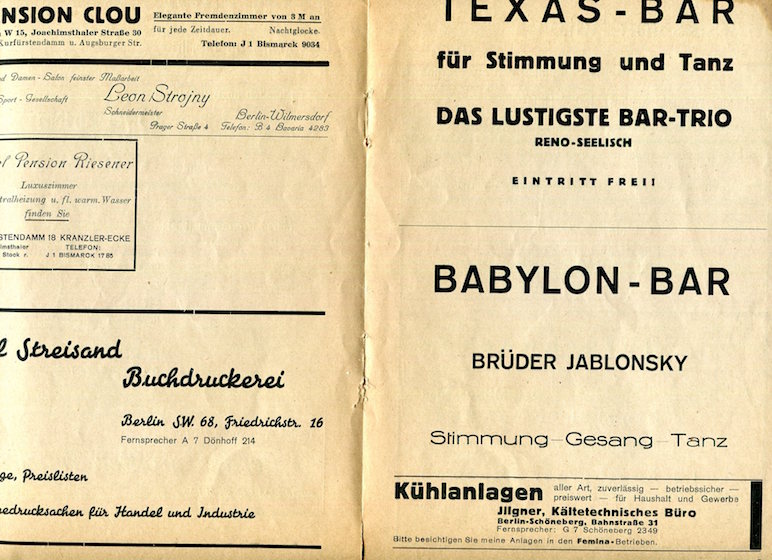 NSION CLOU
W 15, Joachimsthaler Straße 30
Kurfürstendamm u. Augsburger Str.
Elegante Fremdenzimmer von 3 M an
für jede Zeitdauer. Nachtglocke.
Telefon: J 1 Bismarck 9034
d Damen-Salon feinster Maßarbeit
Sport-Gesellschaft
Leon Strojny
Schneidermeister
Berlin-Wilmersdorf
Prager Straße 4 Telefon: B 4 Bavaria 4283
l Pension Riesener
Luxuszimmer
tralheizung u. fl. warm. Wasser
finden Sie
STENDAMM 18 KRANZLER-ECKE
imsthaler TELEFON:
Stock r. J 1 BISMARCK 1785
l Streisand
Buchdruckerei
Berlin SW. 68, Friedrichstr. 16
Fernsprecher A 7 Dönhoff 214
ge, Preislisten
edrucksachen für Handel und Industrie
TEXAS-BAR
für Stimmung und Tanz
DAS LUSTIGSTE BAR-TRIO
RENO-SEELISCH
EINTRITT FREI!
BABYLON-BAR
BRÜDER JABLONSKY
Stimmung-Gesang-Tanz
Kühlanlagen aller Art, zuverlässig — betriebssicher —
preiswert — für Haushalt und Gewerbe
Jllgner, Kältetechnisches Büro
Berlin-Schöneberg, Bahnstraße 31
Fernsprecher: G 7 Schöneberg 2349
Bitte besichtigen Sie meine Anlagen in den Femina-Betrieben.